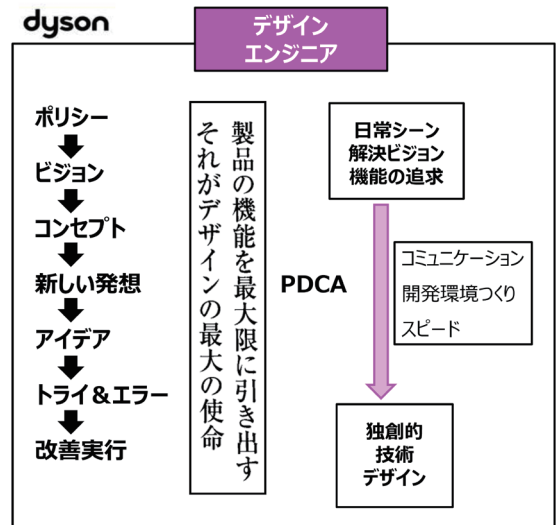 dyson
デザイン
エンジニア
ポリシー
ビジョン
コンセプト
新しい発想
アイデア
トライ&エラー
改善実行
製品の機能を最大限に引き出す
それがデザインの最大の使命
日常シーン
解決ビジョン
機能の追求
PDCA
コミュニケーション
開発環境つくり
スピード
独創的
技術
デザイン